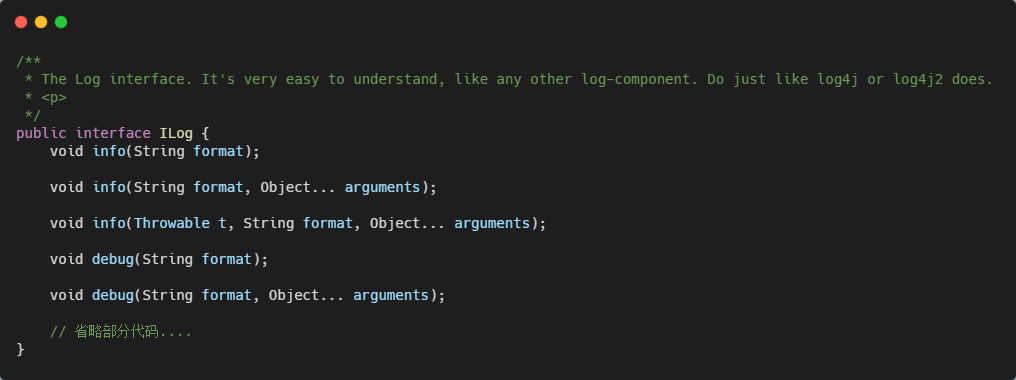 /**
 * The Log interface. It's very easy to understand, like any other log-component. Do just like log4j or log4j2 does.
 * <p>
 */
public interface ILog {
    void info(String format);
    void info(String format, Object... arguments);
    void info(Throwable t, String format, Object... arguments);
    void debug(String format);
    void debug(String format, Object... arguments);
    // 省略部分代码....
}